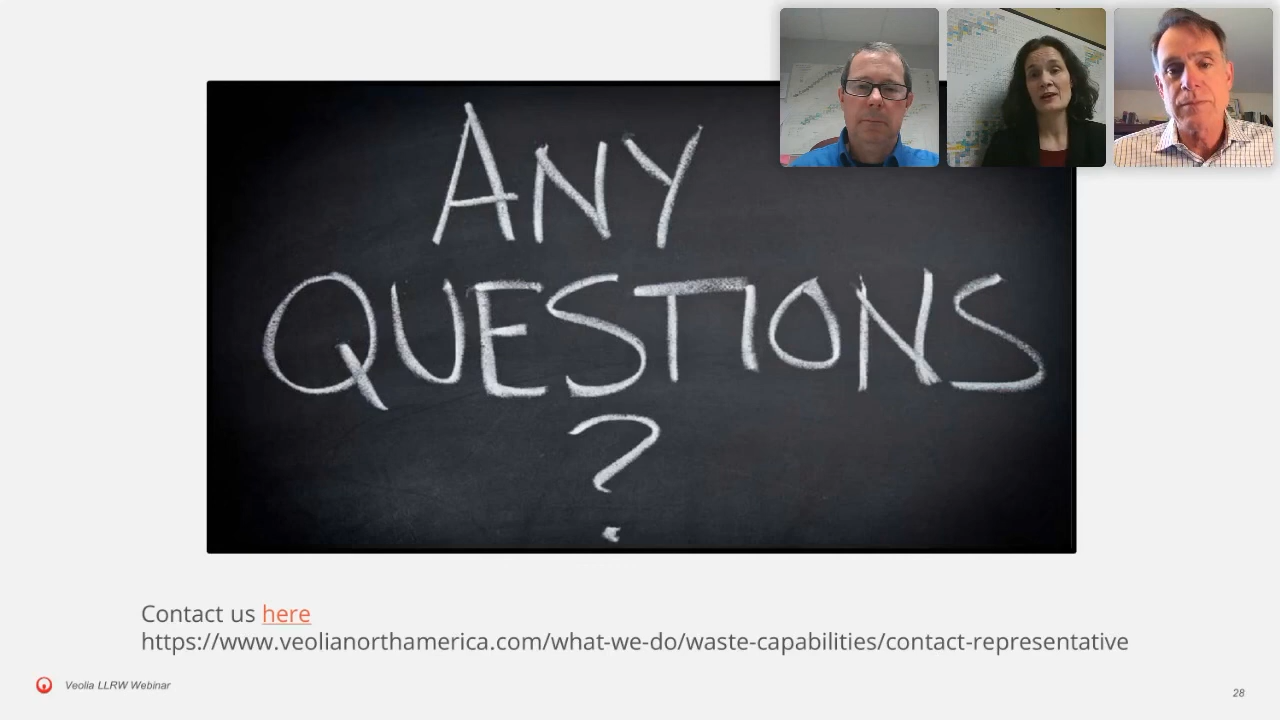 ANY
QUESTIONS
?
Contact us here
https://www.veolianorthamerica.com/what-we-do/waste-capabilities/contact-representative
Veolia LLRW Webinar
28